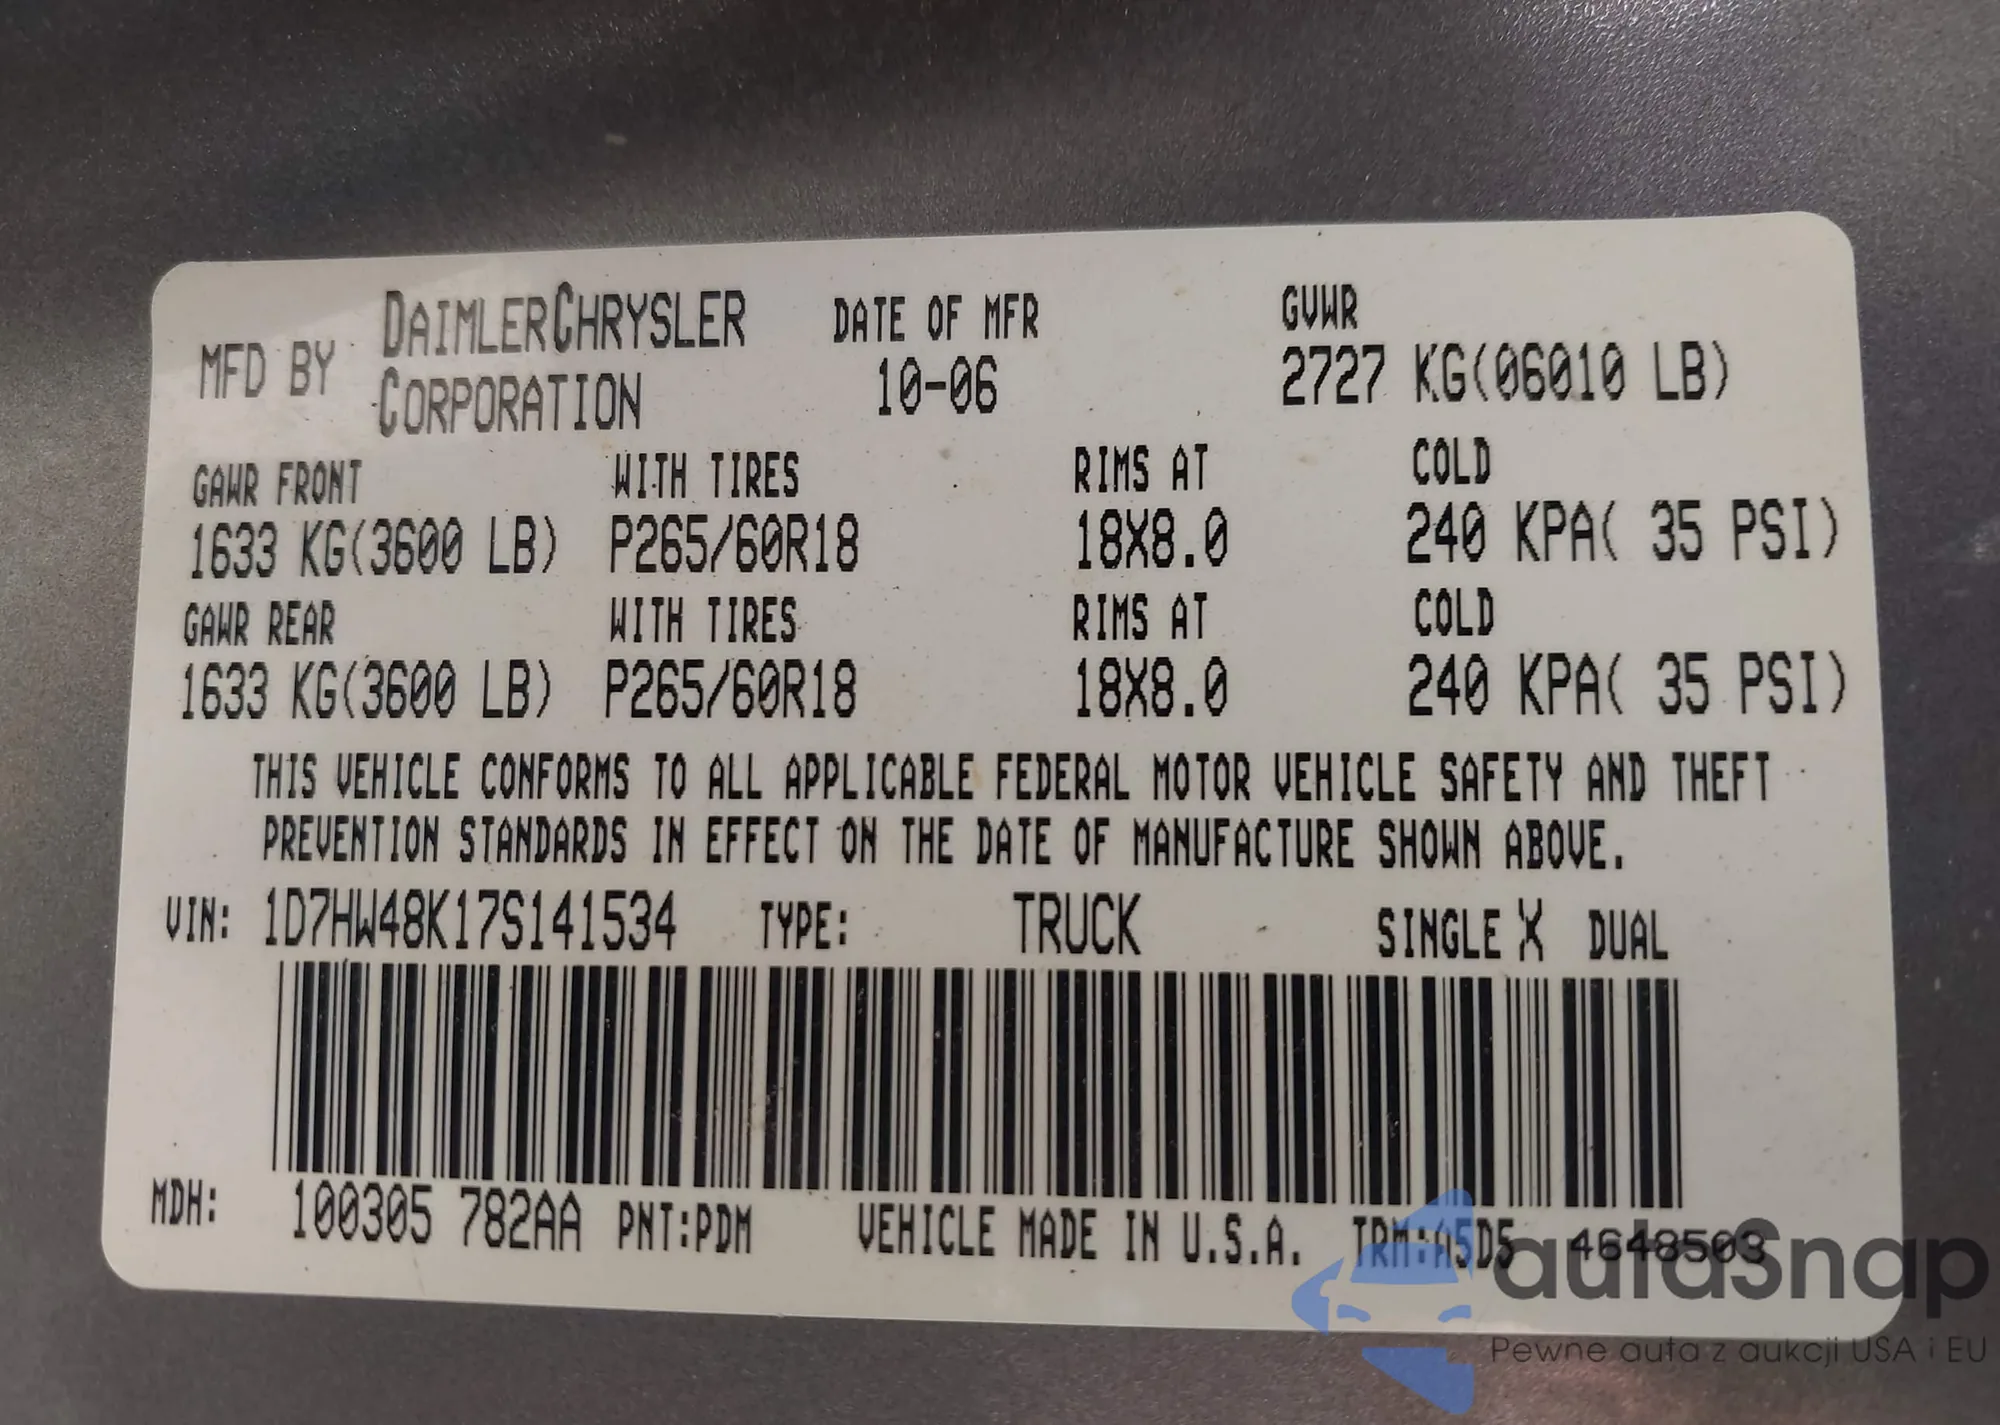 MFD BY DAIMLERCHRYSLER CORPORATION DATE OF MFR 10-06 GVWR 2727 KG(06010 LB)
GAWR FRONT WITH TIRES RIMS AT COLD
1633 KG(3600 LB) P265/60R18 18X8.0 240 KPA( 35 PSI)
GAWR REAR WITH TIRES RIMS AT COLD
1633 KG(3600 LB) P265/60R18 18X8.0 240 KPA( 35 PSI)
THIS VEHICLE CONFORMS TO ALL APPLICABLE FEDERAL MOTOR VEHICLE SAFETY AND THEFT
PREVENTION STANDARDS IN EFFECT ON THE DATE OF MANUFACTURE SHOWN ABOVE.
VIN: 1D7HW48K17S141534 TYPE: TRUCK SINGLE X DUAL
MDH: 100305 782AA PNT:PDM VEHICLE MADE IN U.S.A. TRM:A5D5 4648503
autaSnap
Pewne auta z aukcji USA i EU